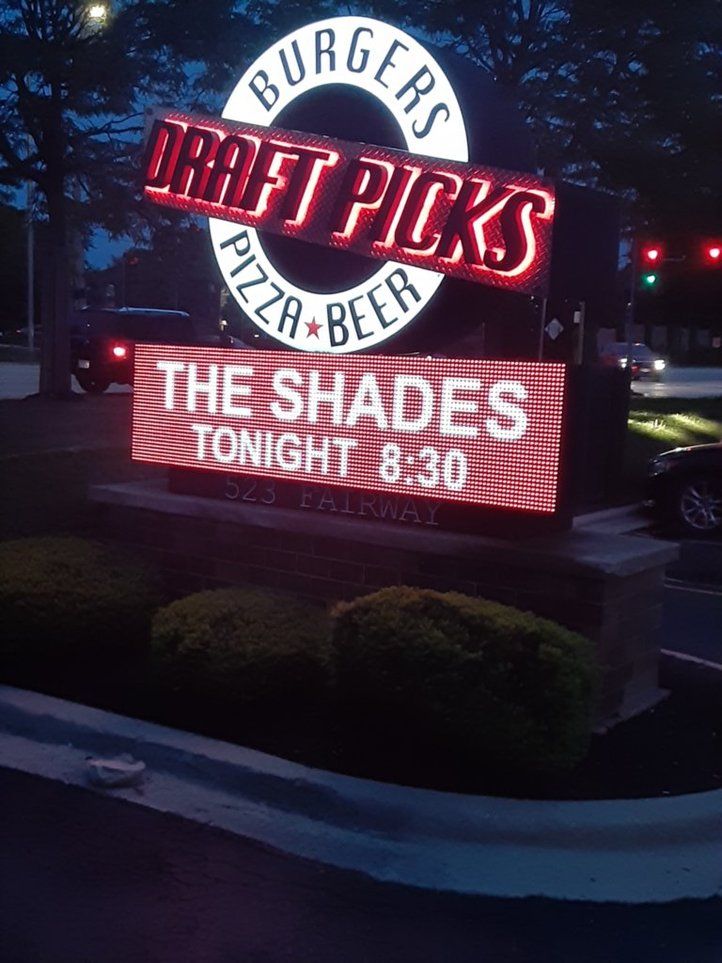 BURGERS
DRAFT PICKS
PIZZA ★ BEER
THE SHADES
TONIGHT 8:30
523 FAIRWAY